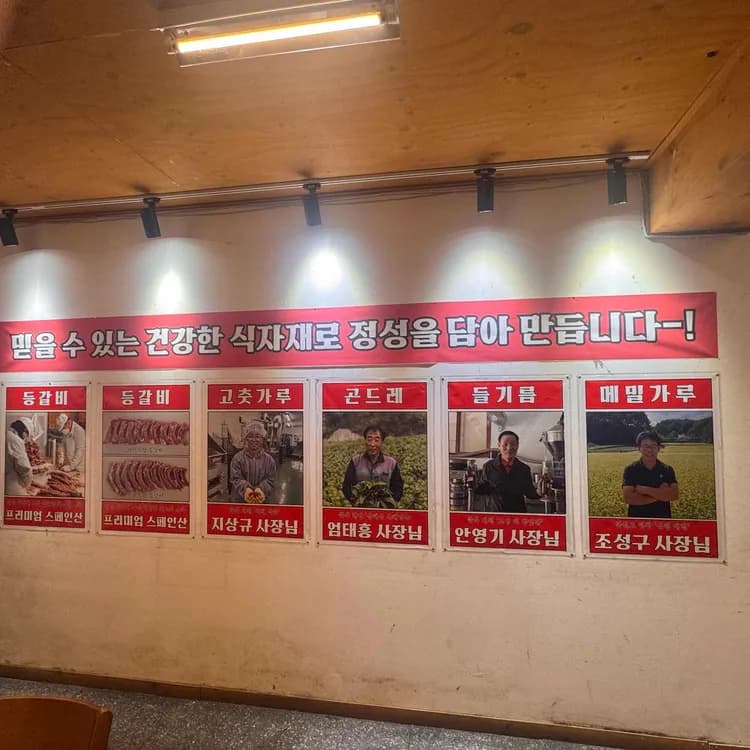 믿을 수 있는 건강한 식자재로 정성을 담아 만듭니다-!
등갈비
프리미엄 스페인산
등갈비
프리미엄 스페인산
고춧가루
지상규 사장님
곤드레
엄태흥 사장님
들기름
안영기 사장님
메밀가루
조성구 사장님